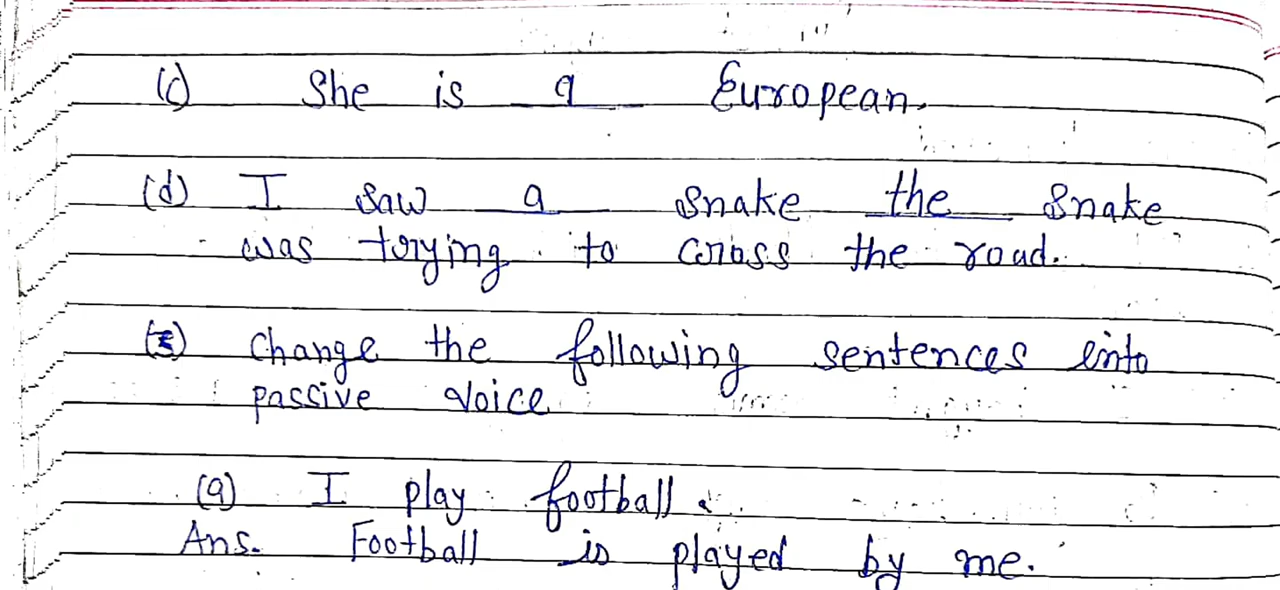 (c) She is a European.
(d) I saw a snake the snake
was trying to cross the road.
change the following sentences into
passive voice
(a) I play football.
Ans. Football is played by me.